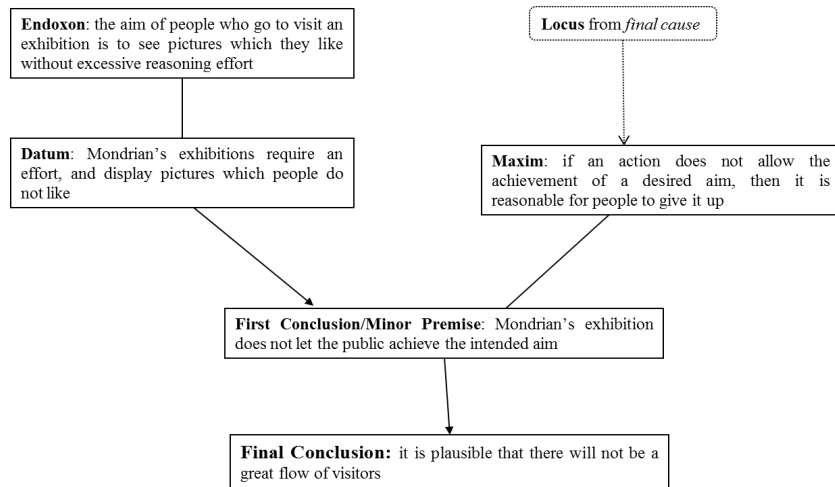 Endoxon: the aim of people who go to visit an
exhibition is to see pictures which they like
without excessive reasoning effort
Locus from final cause
Datum: Mondrian's exhibitions require an
effort, and display pictures which people do
not like
Maxim: if an action does not allow the
achievement of a desired aim, then it is
reasonable for people to give it up
First Conclusion/Minor Premise: Mondrian's exhibition
does not let the public achieve the intended aim
Final Conclusion: it is plausible that there will not be a
great flow of visitors